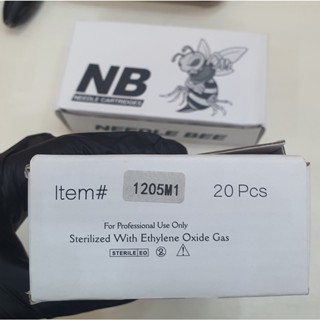 NB
NEEDLE CARTRIDGES
NEEDLE BEE
Item# 1205M1 20 Pcs
For Professional Use Only
Sterilized With Ethylene Oxide Gas
STERILE EO 2